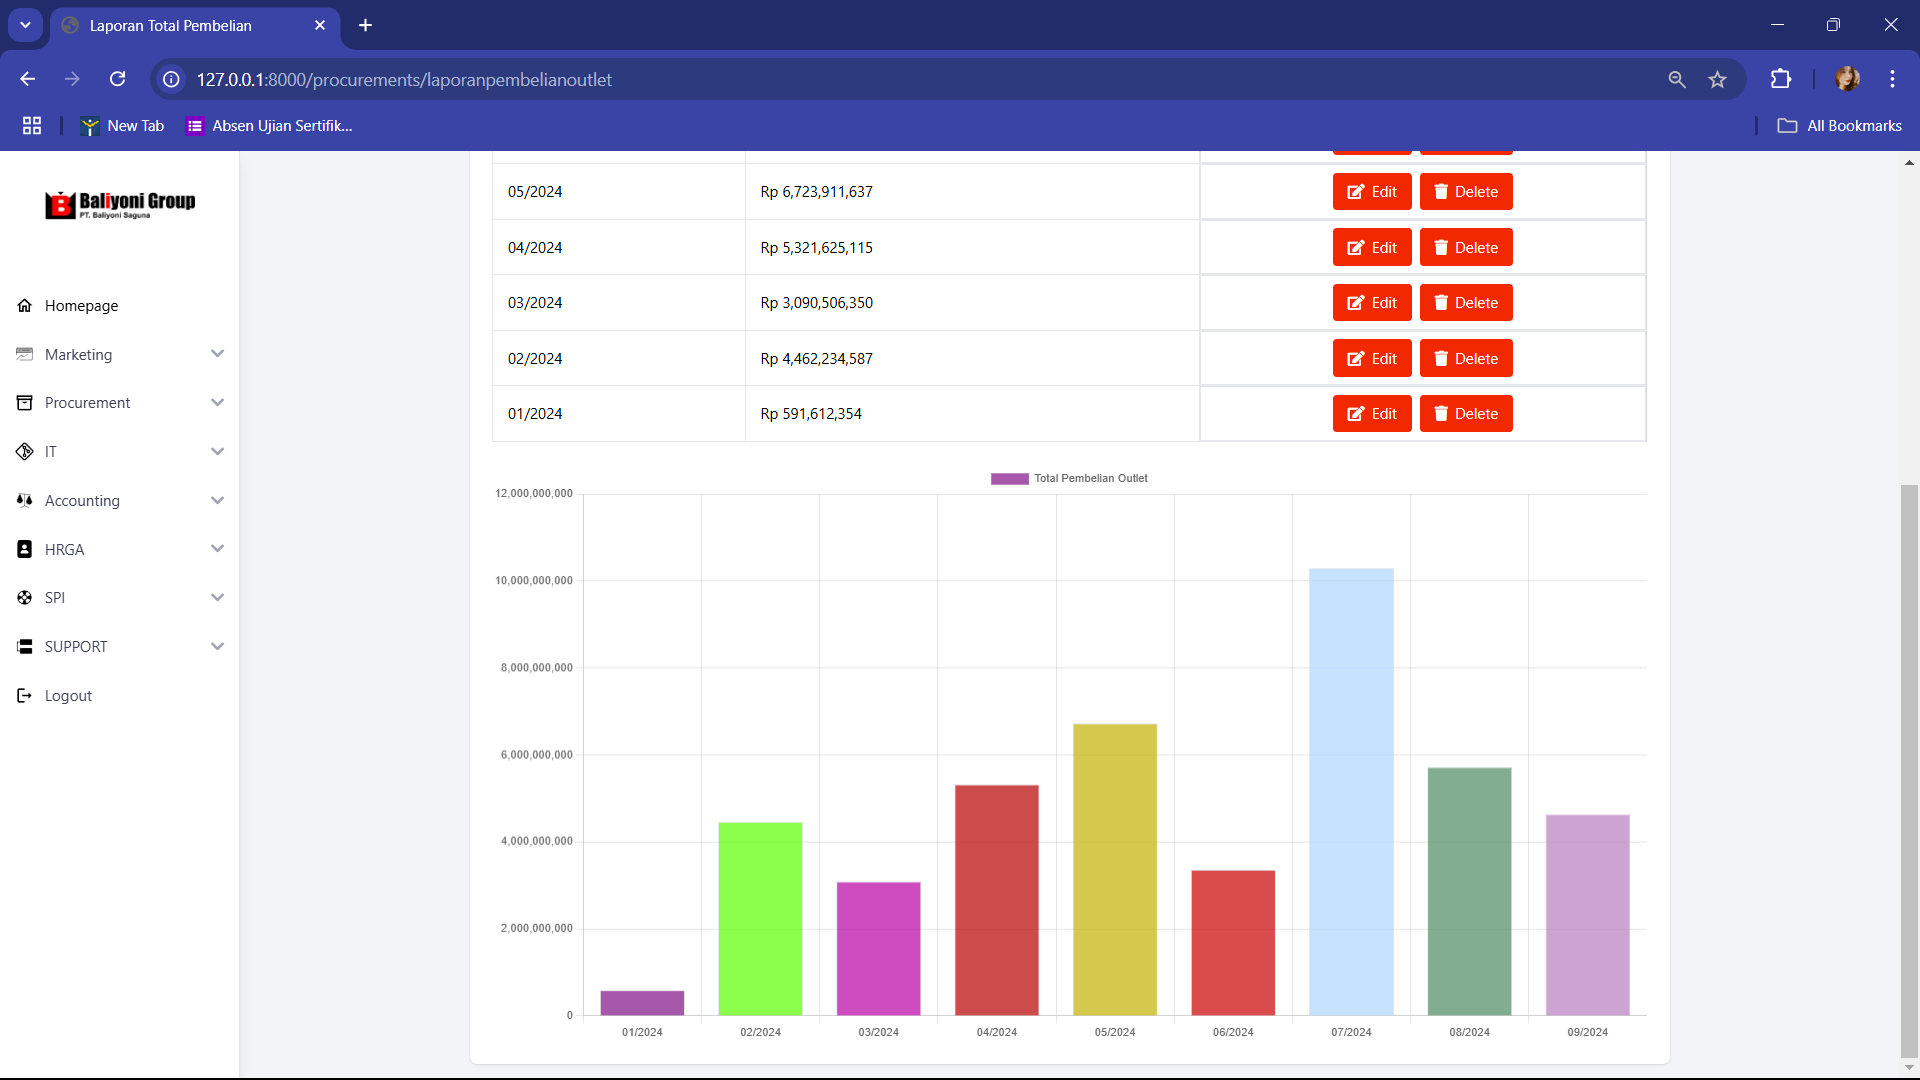 Laporan Total Pembelian
127.0.0.1:8000/procurements/laporanpembelianoutlet
New Tab
Absen Ujian Sertifik...
All Bookmarks
Baliyoni Group
PT. Baliyoni Saguna
Homepage
Marketing
Procurement
IT
Accounting
HRGA
SPI
SUPPORT
Logout
05/2024 Rp 6,723,911,637 Edit Delete
04/2024 Rp 5,321,625,115 Edit Delete
03/2024 Rp 3,090,506,350 Edit Delete
02/2024 Rp 4,462,234,587 Edit Delete
01/2024 Rp 591,612,354 Edit Delete
Total Pembelian Outlet
12,000,000,000
10,000,000,000
8,000,000,000
6,000,000,000
4,000,000,000
2,000,000,000
0
01/2024 02/2024 03/2024 04/2024 05/2024 06/2024 07/2024 08/2024 09/2024